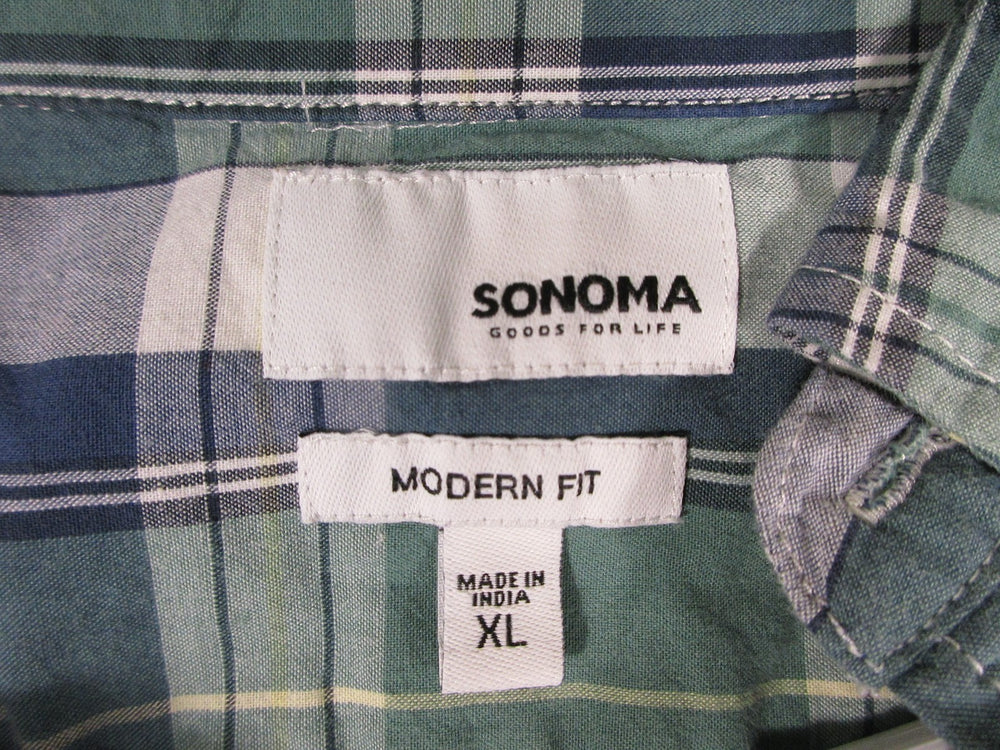 SONOMA
GOODS FOR LIFE
MODERN FIT
MADE IN
INDIA
XL